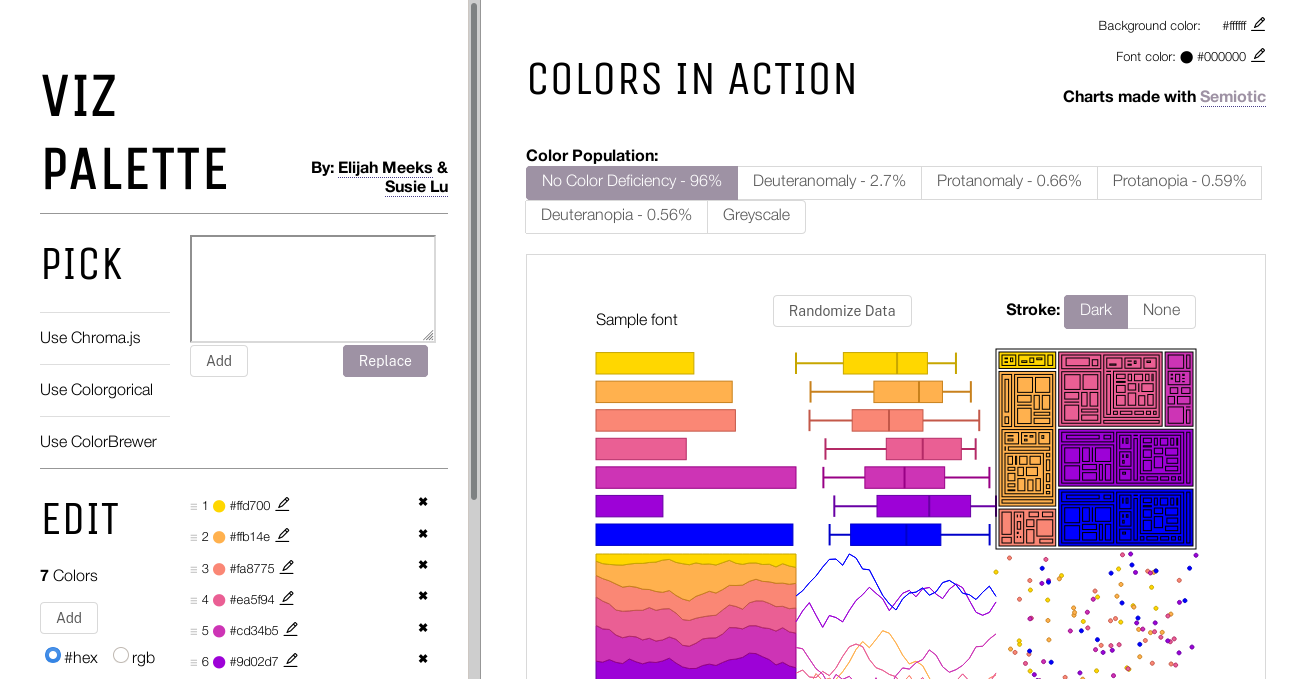 VIZ
PALETTE
By: Elijah Meeks &
Susie Lu
PICK
Use Chroma.js
Use Colorgorical
Use ColorBrewer
Add
Replace
EDIT
7 Colors
Add
#hex rgb
1 #ffd700
2 #ffb14e
3 #fa8775
4 #ea5f94
5 #cd34b5
6 #9d02d7
Background color: #ffffff
Font color: #000000
COLORS IN ACTION
Charts made with Semiotic
Color Population:
No Color Deficiency - 96% Deuteranomaly - 2.7% Protanomaly - 0.66% Protanopia - 0.59%
Deuteranopia - 0.56% Greyscale
Sample font
Randomize Data
Stroke: Dark None